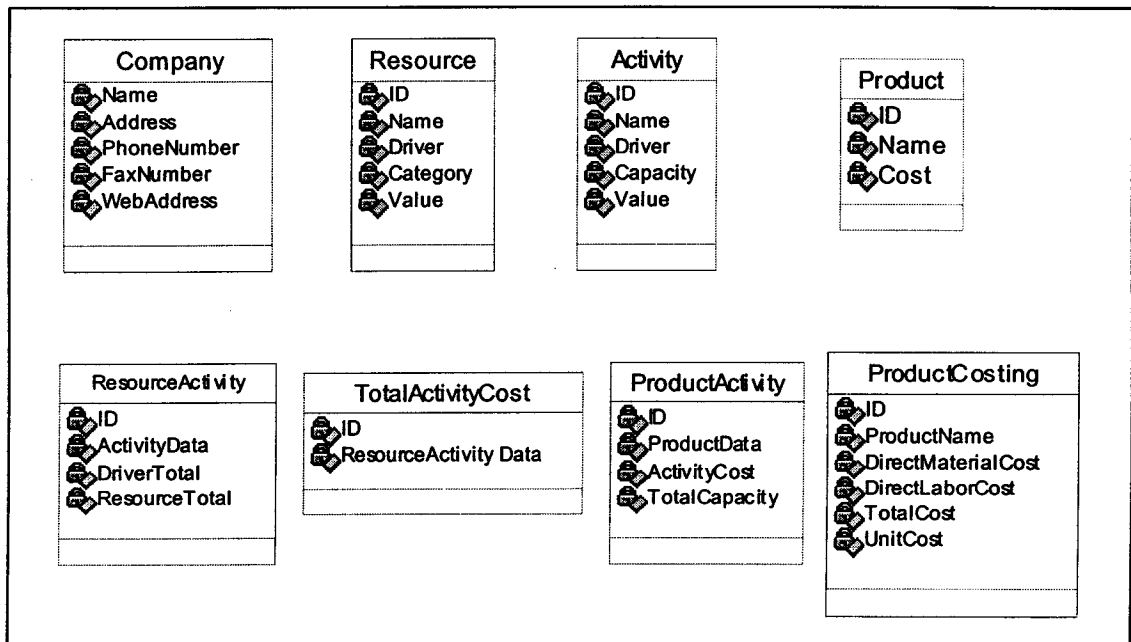 Company
Name
Address
PhoneNumber
FaxNumber
WebAddress
Resource
ID
Name
Driver
Category
Value
Activity
ID
Name
Driver
Capacity
Value
Product
ID
Name
Cost
ResourceActivity
ID
ActivityData
DriverTotal
ResourceTotal
TotalActivityCost
ID
ResourceActivity Data
ProductActivity
ID
ProductData
ActivityCost
TotalCapacity
ProductCosting
ID
ProductName
DirectMaterialCost
DirectLaborCost
TotalCost
UnitCost